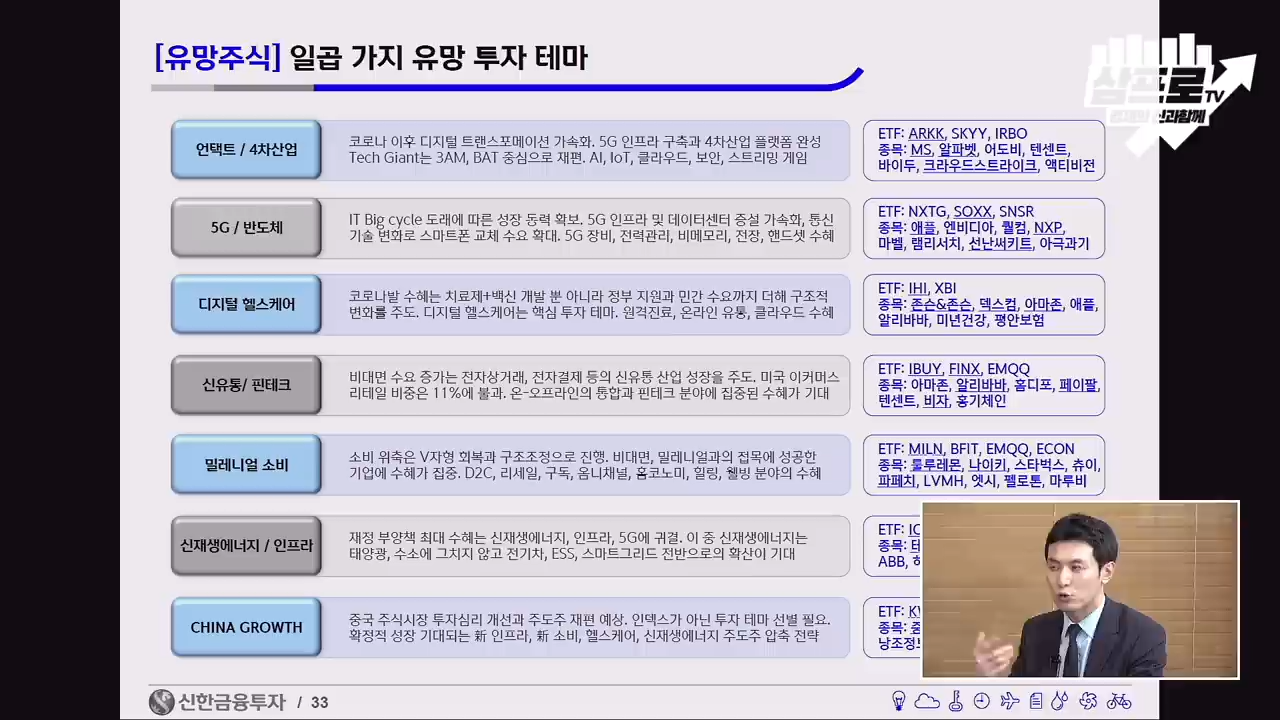 [유망주식] 일곱 가지 유망 투자 테마
삼프로TV
경제의 신과함께
언택트 / 4차산업
코로나 이후 디지털 트랜스포메이션 가속화. 5G 인프라 구축과 4차산업 플랫폼 완성
Tech Giant는 3AM, BAT 중심으로 재편. AI, IoT, 클라우드, 보안, 스트리밍 게임
ETF: ARKK, SKYY, IRBO
종목: MS, 알파벳, 어도비, 텐센트,
바이두, 크라우드스트라이크, 액티비전
5G / 반도체
IT Big cycle 도래에 따른 성장 동력 확보. 5G 인프라 및 데이터센터 증설 가속화, 통신
기술 변화로 스마트폰 교체 수요 확대. 5G 장비, 전력관리, 비메모리, 전장, 핸드셋 수혜
ETF: NXTG, SOXX, SNSR
종목: 애플, 엔비디아, 퀄컴, NXP,
마벨, 램리서치, 선난써키트, 아극과기
디지털 헬스케어
코로나발 수혜는 치료제+백신 개발 뿐 아니라 정부 지원과 민간 수요까지 더해 구조적
변화를 주도. 디지털 헬스케어는 핵심 투자 테마. 원격진료, 온라인 유통, 클라우드 수혜
ETF: IHI, XBI
종목: 존슨&존슨, 덱스컴, 아마존, 애플,
알리바바, 미년건강, 평안보험
신유통/ 핀테크
비대면 수요 증가는 전자상거래, 전자결제 등의 신유통 산업 성장을 주도. 미국 이커머스
리테일 비중은 11%에 불과. 온-오프라인의 통합과 핀테크 분야에 집중된 수혜가 기대
ETF: IBUY, FINX, EMQQ
종목: 아마존, 알리바바, 홈디포, 페이팔,
텐센트, 비자, 홍기체인
밀레니얼 소비
소비 위축은 V자형 회복과 구조조정으로 진행. 비대면, 밀레니얼과의 접목에 성공한
기업에 수혜가 집중. D2C, 리세일, 구독, 옴니채널, 홈코노미, 힐링, 웰빙 분야의 수혜
ETF: MILN, BFIT, EMQQ, ECON
종목: 룰루레몬, 나이키, 스타벅스, 츄이,
파페치, LVMH, 엣시, 펠로톤, 마루비
신재생에너지 / 인프라
재정 부양책 최대 수혜는 신재생에너지, 인프라, 5G에 귀결. 이 중 신재생에너지는
태양광, 수소에 그치지 않고 전기차, ESS, 스마트그리드 전반으로의 확산이 기대
ETF:
종목:
ABB,
CHINA GROWTH
중국 주식시장 투자심리 개선과 주도주 재편 예상. 인덱스가 아닌 투자 테마 선별 필요.
확정적 성장 기대되는 新 인프라, 新 소비, 헬스케어, 신재생에너지 주도주 압축 전략
ETF:
종목:
낭조정보
신한금융투자 / 33